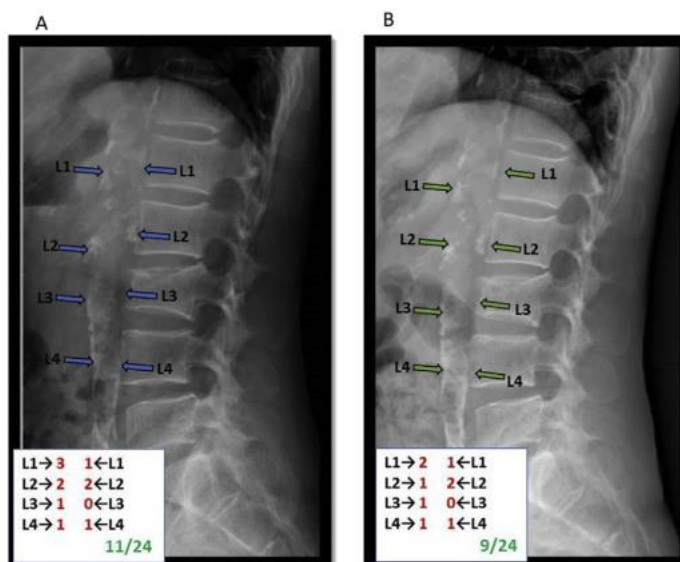 A
L1 L1
L2 L2
L3 L3
L4 L4
L1→3 1←L1
L2→2 2←L2
L3→1 0←L3
L4→1 1←L4
11/24
B
L1 L1
L2 L2
L3 L3
L4 L4
L1→2 1←L1
L2→1 2←L2
L3→1 0←L3
L4→1 1←L4
9/24